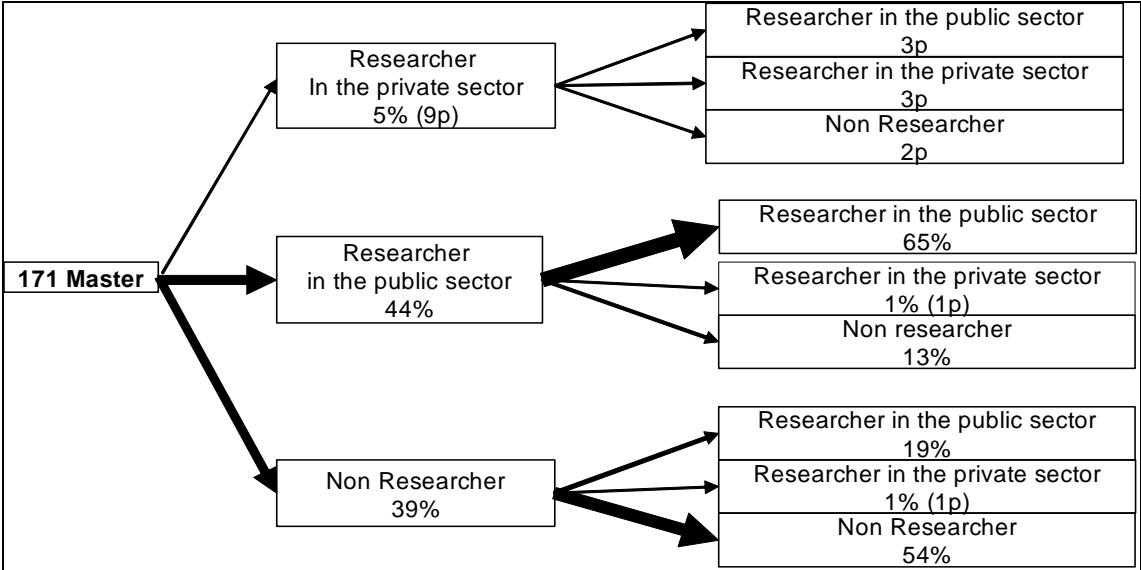 171 Master
Researcher
In the private sector
5% (9p)
Researcher in the public sector
3p
Researcher in the private sector
3p
Non Researcher
2p
Researcher
in the public sector
44%
Researcher in the public sector
65%
Researcher in the private sector
1% (1p)
Non researcher
13%
Non Researcher
39%
Researcher in the public sector
19%
Researcher in the private sector
1% (1p)
Non Researcher
54%